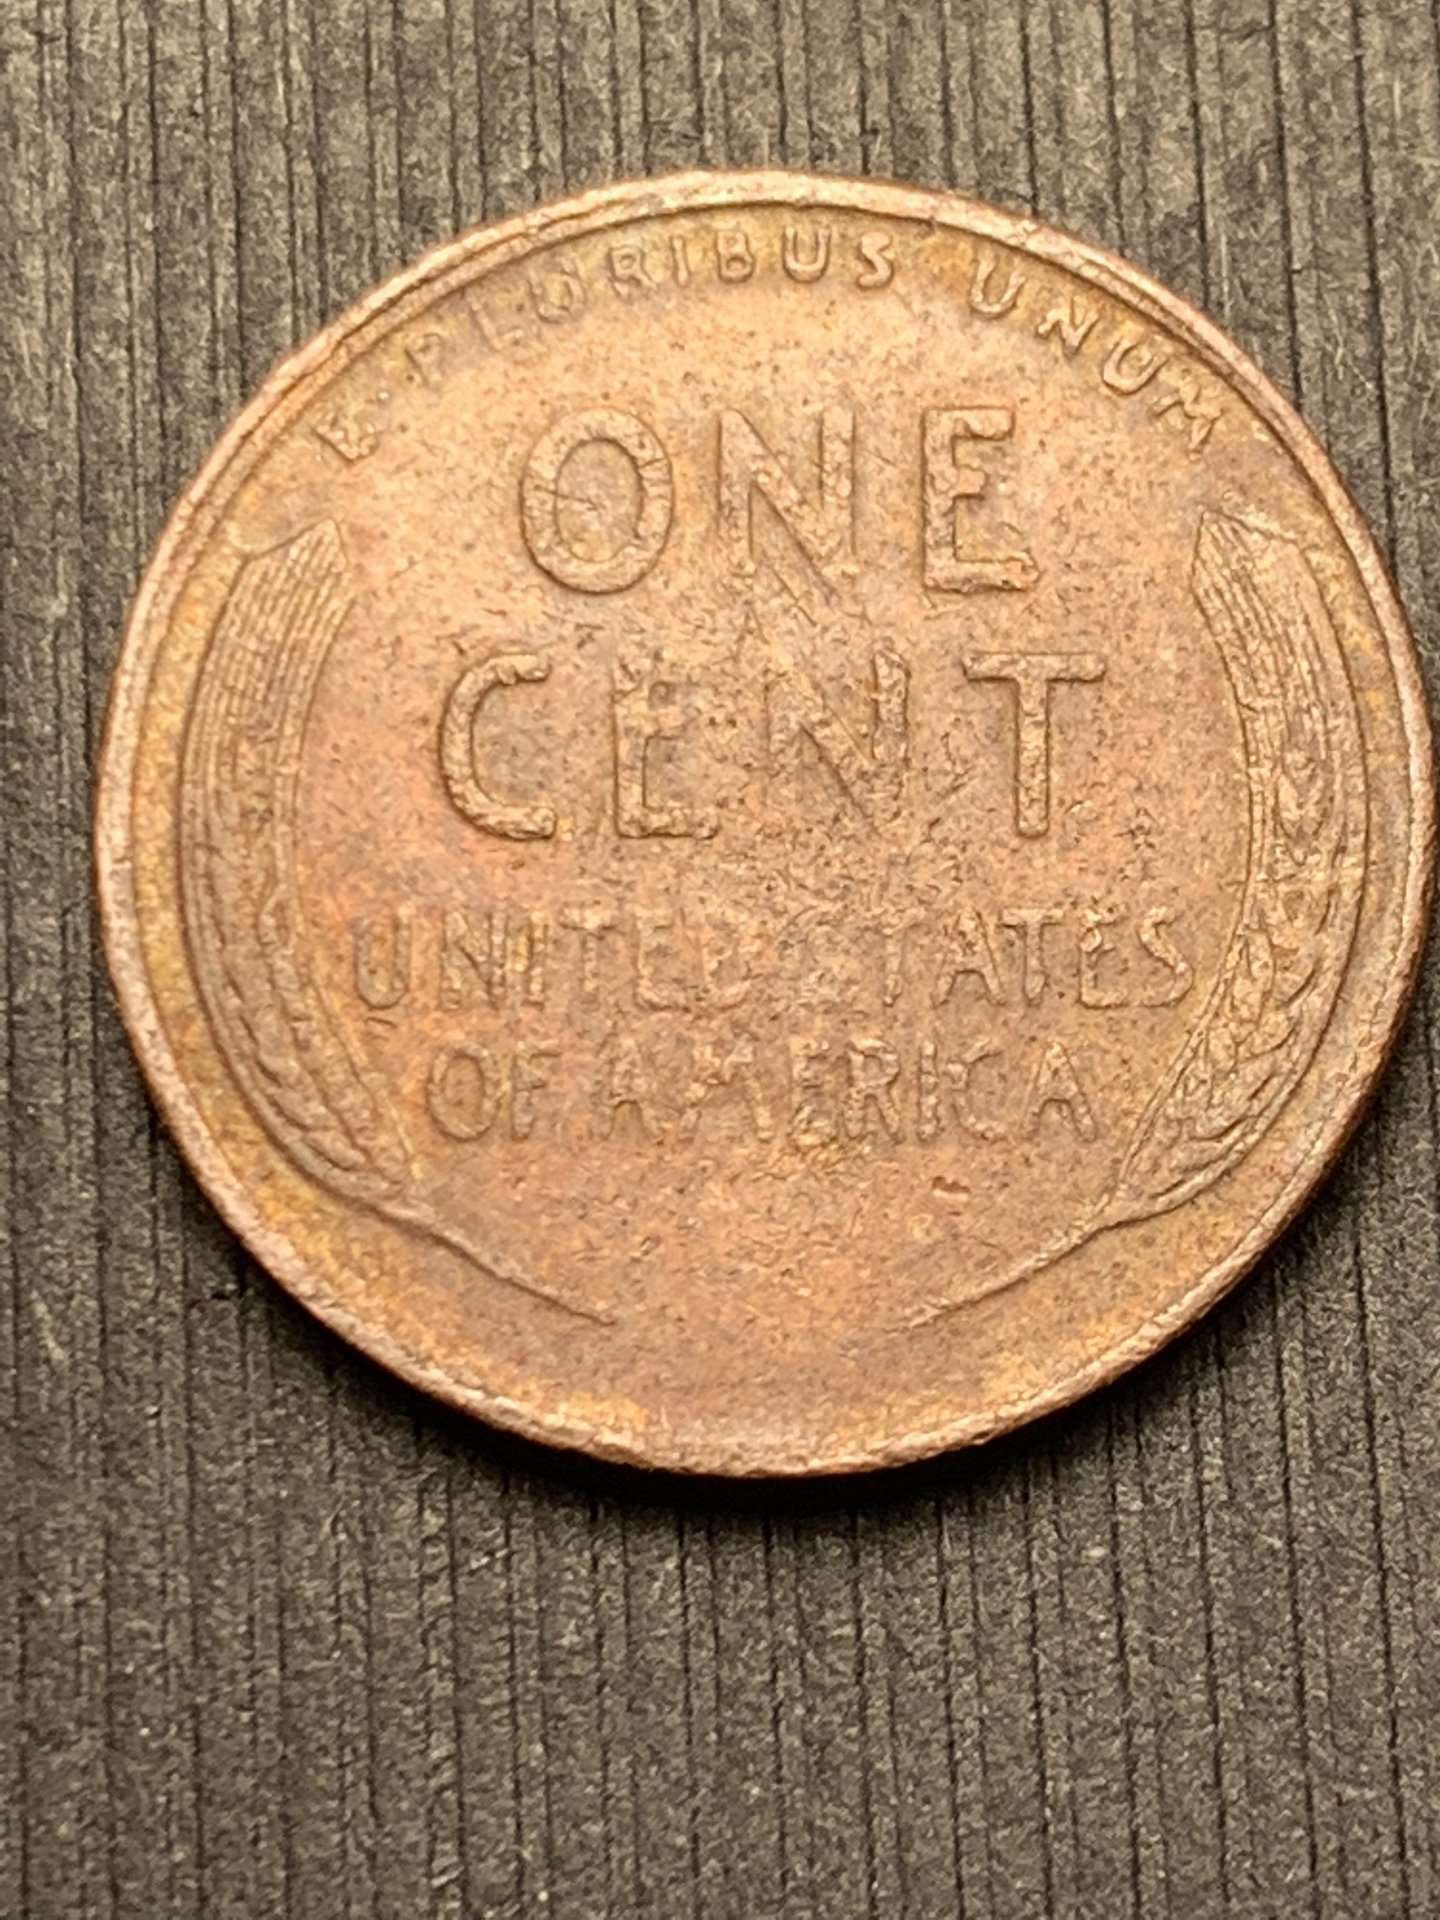 E·PLURIBUS UNUM
ONE
CENT
UNITED STATES
OF AMERICA